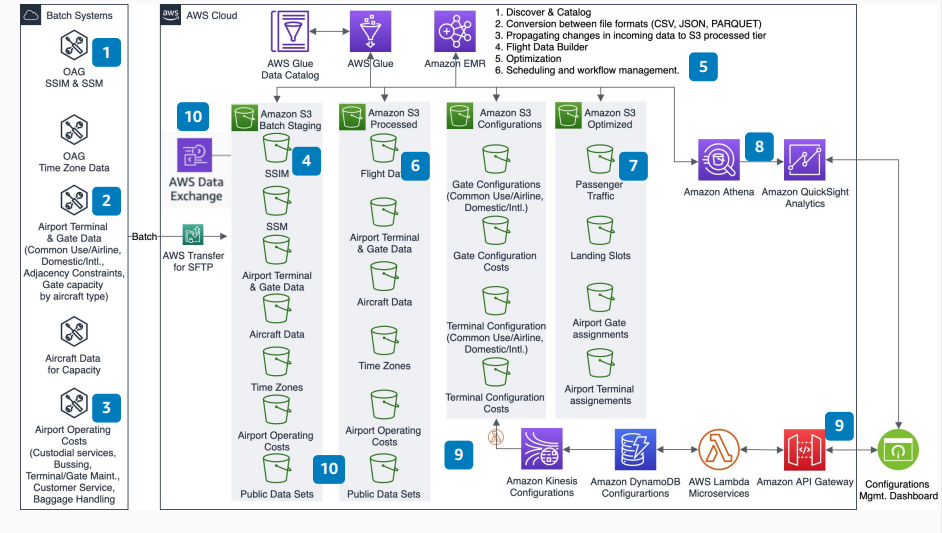 Batch Systems
1
OAG
SSIM & SSM
OAG
Time Zone Data
2
Airport Terminal
& Gate Data
(Common Use/Airline,
Domestic/Intl.,
Adjacency Constraints,
Gate capacity
by aircraft type)
Aircraft Data
for Capacity
3
Airport Operating
Costs
(Custodial services,
Bussing,
Terminal/Gate Maint.,
Customer Service,
Baggage Handling
Batch
aws
AWS Cloud
AWS Glue
Data Catalog
AWS Glue
Amazon EMR
1. Discover & Catalog
2. Conversion between file formats (CSV, JSON, PARQUET)
3. Propagating changes in incoming data to S3 processed tier
4. Flight Data Builder
5. Optimization
6. Scheduling and workflow management.
5
10
AWS Data
Exchange
AWS Transfer
for SFTP
Amazon S3
Batch Staging
4
SSIM
SSM
Airport Terminal
& Gate Data
Aircraft Data
Time Zones
Airport Operating
Costs
10
Public Data Sets
Amazon S3
Processed
6
Flight Data
Airport Terminal
& Gate Data
Aircraft Data
Time Zones
Airport Operating
Costs
Public Data Sets
Amazon S3
Configurations
Gate Configurations
(Common Use/Airline,
Domestic/Intl.)
Gate Configuration
Costs
Terminal Configuration
(Common Use/Airline,
Domestic/Intl.)
Terminal Configuration
Costs
Amazon S3
Optimized
7
Passenger
Traffic
Landing Slots
Airport Gate
assignments
Airport Terminal
assignements
8
Amazon Athena
Amazon QuickSight
Analytics
9
Amazon Kinesis
Configurations
Amazon DynamoDB
Configurartions
AWS Lambda
Microservices
9
Amazon API Gateway
Configurations
Mgmt. Dashboard